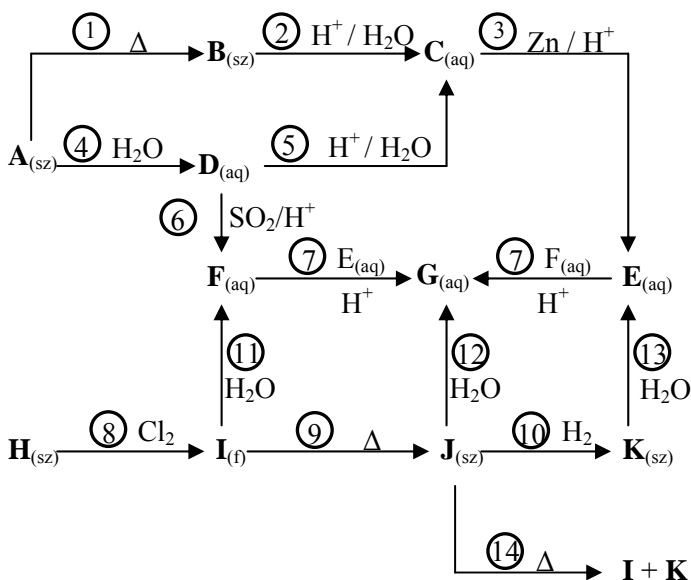 1 Δ 2 H⁺ / H₂O 3 Zn / H⁺
B(sz) C(aq)
A(sz) 4 H₂O D(aq) 5 H⁺ / H₂O
6 SO₂/H⁺
F(aq) 7 E(aq) H⁺ G(aq) 7 F(aq) H⁺ E(aq)
11 H₂O 12 H₂O 13 H₂O
H(sz) 8 Cl₂ I(f) 9 Δ J(sz) 10 H₂ K(sz)
14 Δ I + K